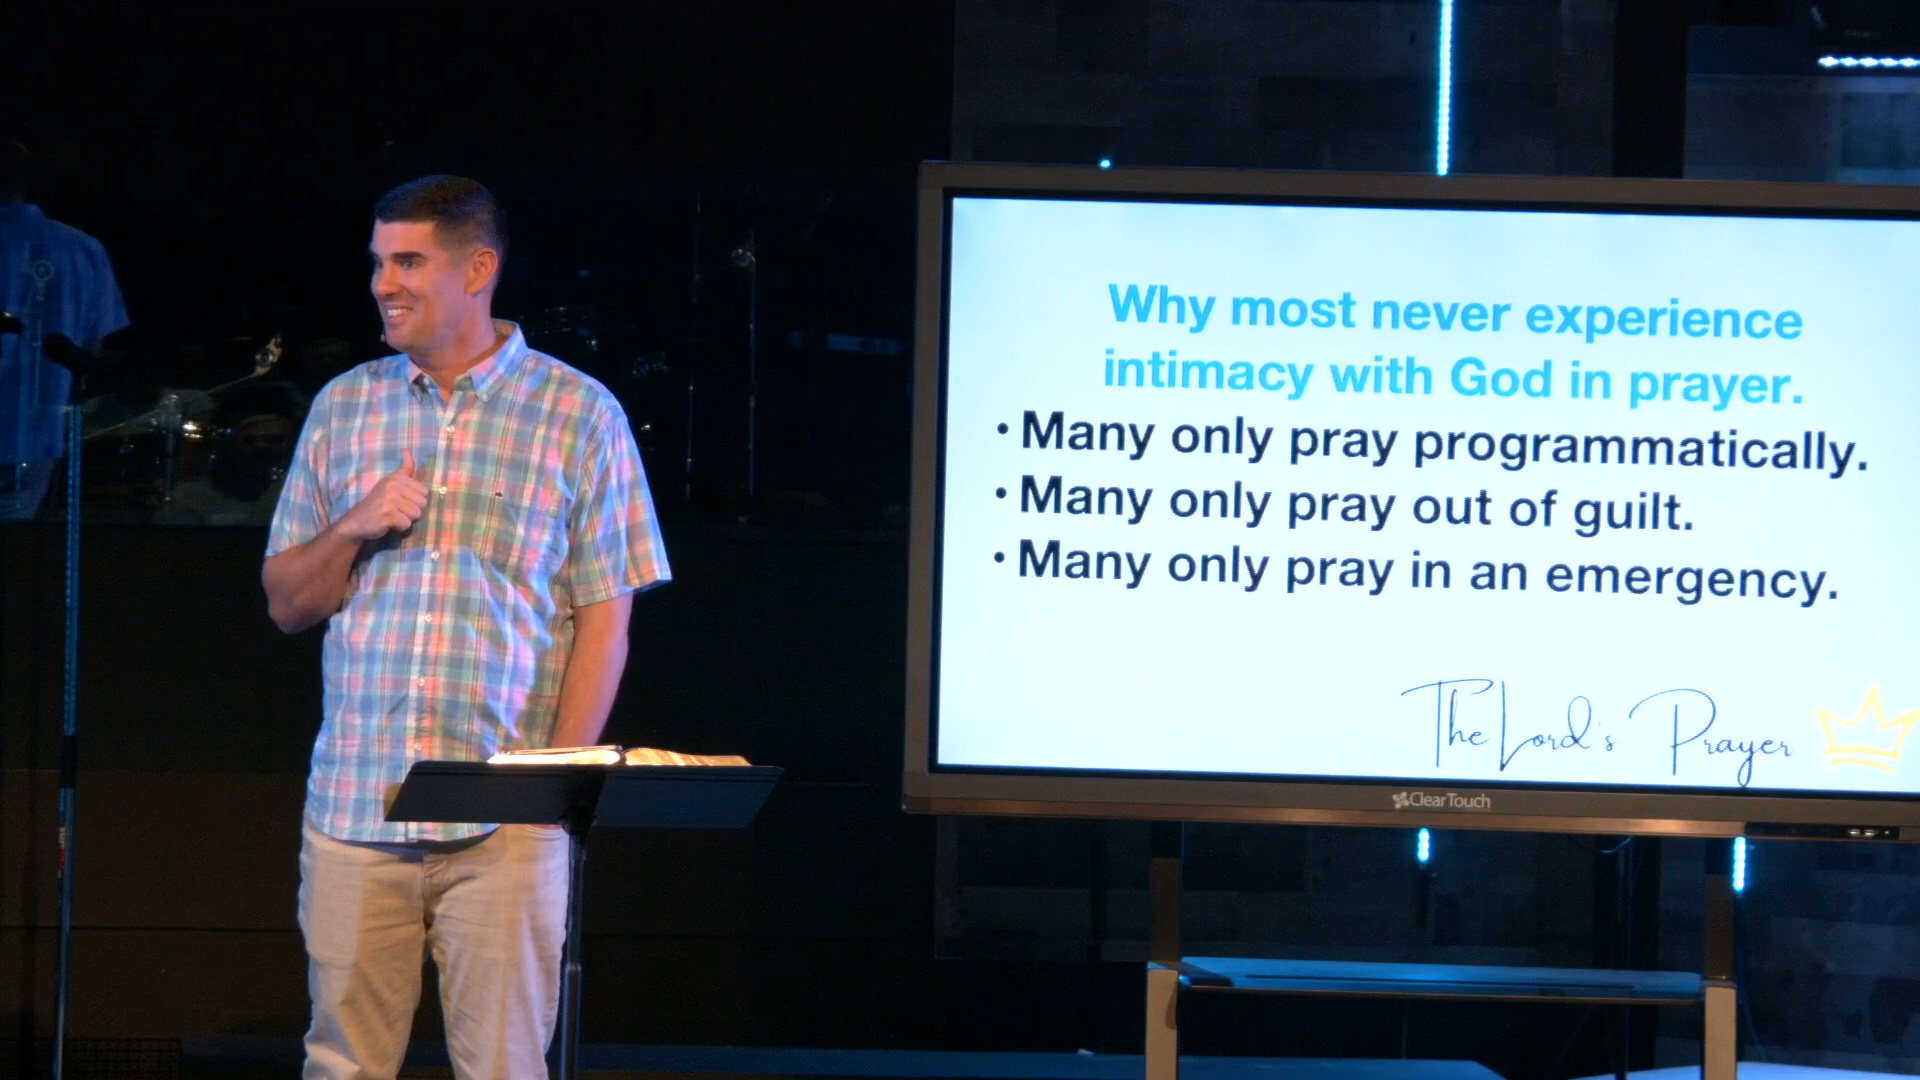 Why most never experience
intimacy with God in prayer.
• Many only pray programmatically.
• Many only pray out of guilt.
• Many only pray in an emergency.
The Lord's Prayer
ClearTouch